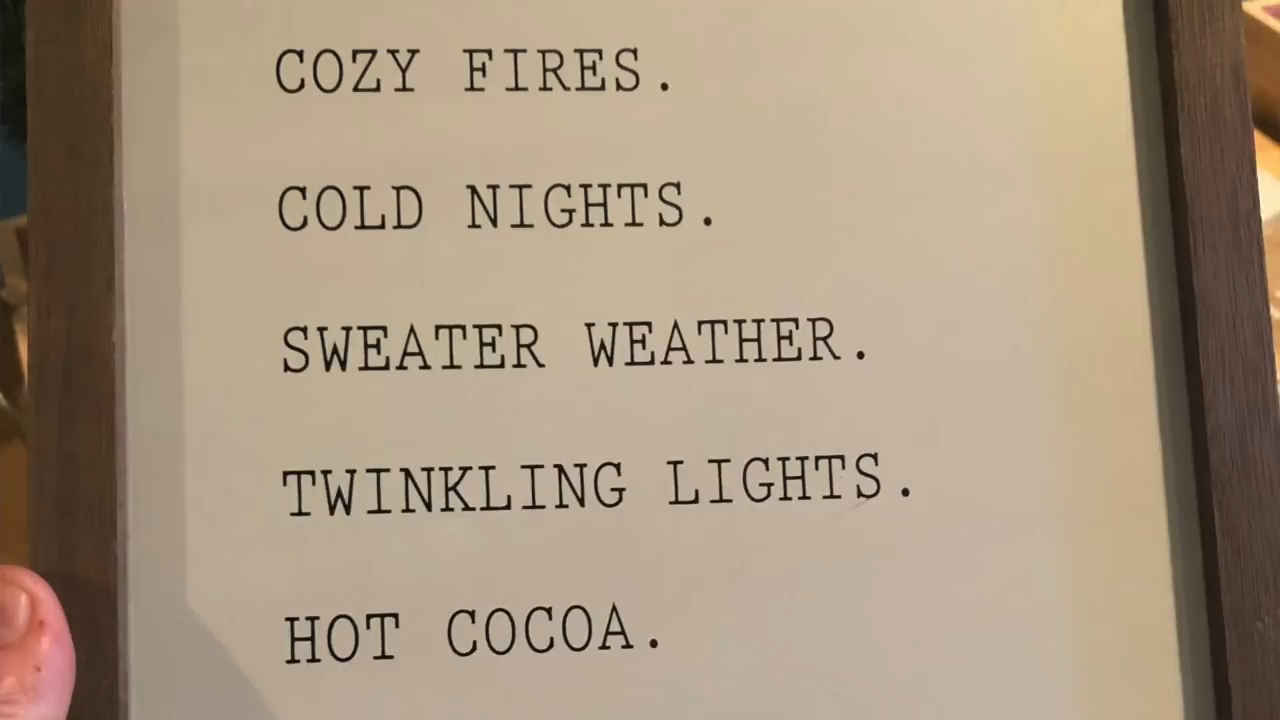 COZY FIRES.
COLD NIGHTS.
SWEATER WEATHER.
TWINKLING LIGHTS.
HOT COCOA.